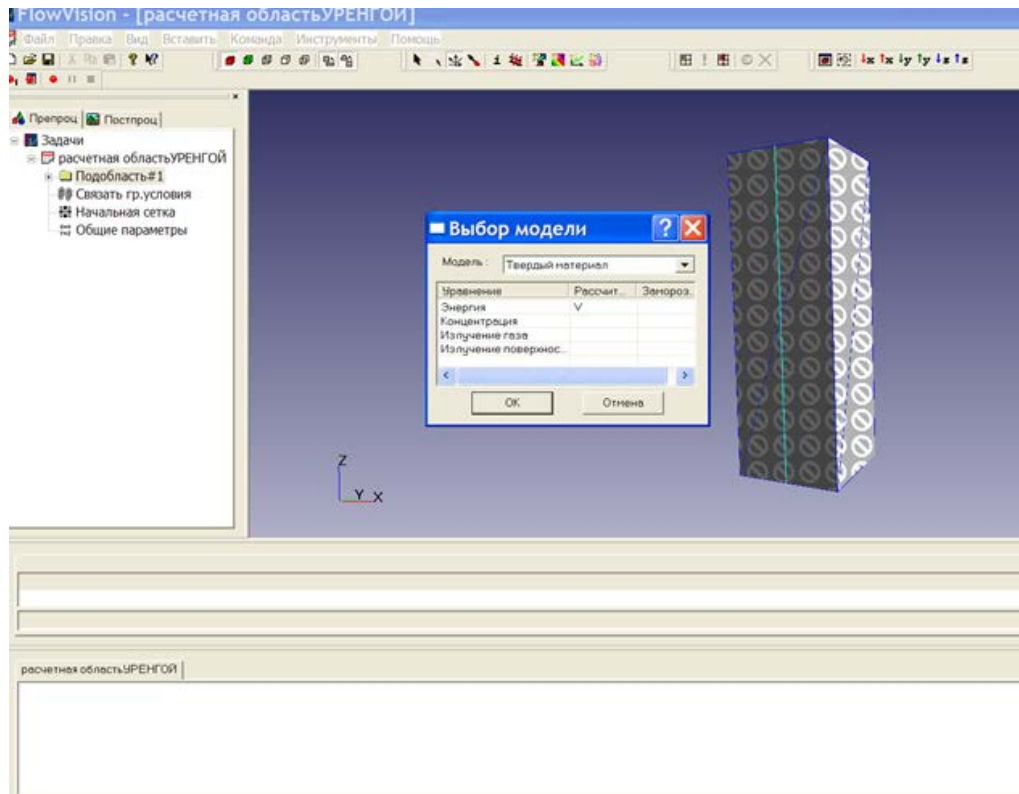 FlowVision - [расчетная областьУРЕНГОЙ]
Файл Правка Вид Вставить Команда Инструменты Помощь
Препроц Постпроц
Задачи
расчетная областьУРЕНГОЙ
Подобласть#1
Связать гр.условия
Начальная сетка
Общие параметры
Выбор модели
Модель : Твердый материал
Уравнение Рассчит... Замороз..
Энергия V
Концентрация
Излучение газа
Излучение поверхнос...
ОК Отмена
Z
Y X
расчетная областьУРЕНГОЙ